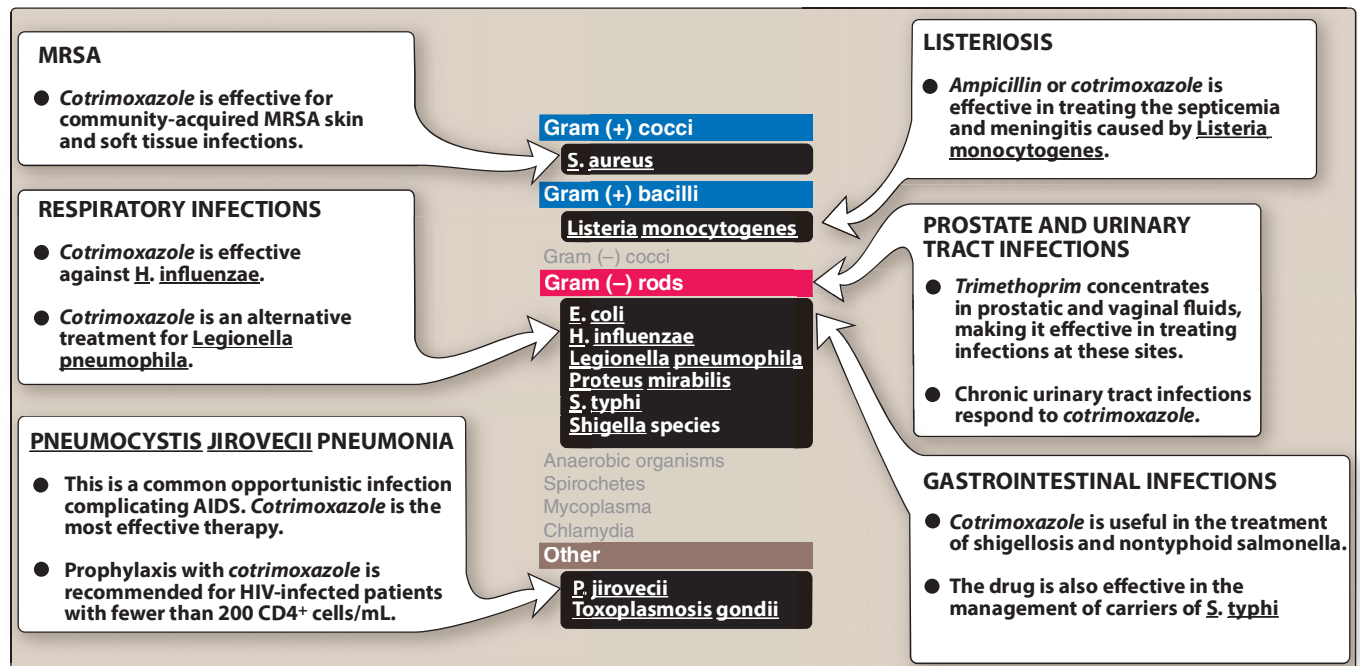 MRSA
● Cotrimoxazole is effective for
community-acquired MRSA skin
and soft tissue infections.
RESPIRATORY INFECTIONS
● Cotrimoxazole is effective
against H. influenzae.
● Cotrimoxazole is an alternative
treatment for Legionella
pneumophila.
PNEUMOCYSTIS JIROVECII PNEUMONIA
● This is a common opportunistic infection
complicating AIDS. Cotrimoxazole is the
most effective therapy.
● Prophylaxis with cotrimoxazole is
recommended for HIV-infected patients
with fewer than 200 CD4⁺ cells/mL.
Gram (+) cocci
S. aureus
Gram (+) bacilli
Listeria monocytogenes
Gram (–) cocci
Gram (–) rods
E. coli
H. influenzae
Legionella pneumophila
Proteus mirabilis
S. typhi
Shigella species
Anaerobic organisms
Spirochetes
Mycoplasma
Chlamydia
Other
P. jirovecii
Toxoplasmosis gondii
LISTERIOSIS
● Ampicillin or cotrimoxazole is
effective in treating the septicemia
and meningitis caused by Listeria
monocytogenes.
PROSTATE AND URINARY
TRACT INFECTIONS
● Trimethoprim concentrates
in prostatic and vaginal fluids,
making it effective in treating
infections at these sites.
● Chronic urinary tract infections
respond to cotrimoxazole.
GASTROINTESTINAL INFECTIONS
● Cotrimoxazole is useful in the treatment
of shigellosis and nontyphoid salmonella.
● The drug is also effective in the
management of carriers of S. typhi